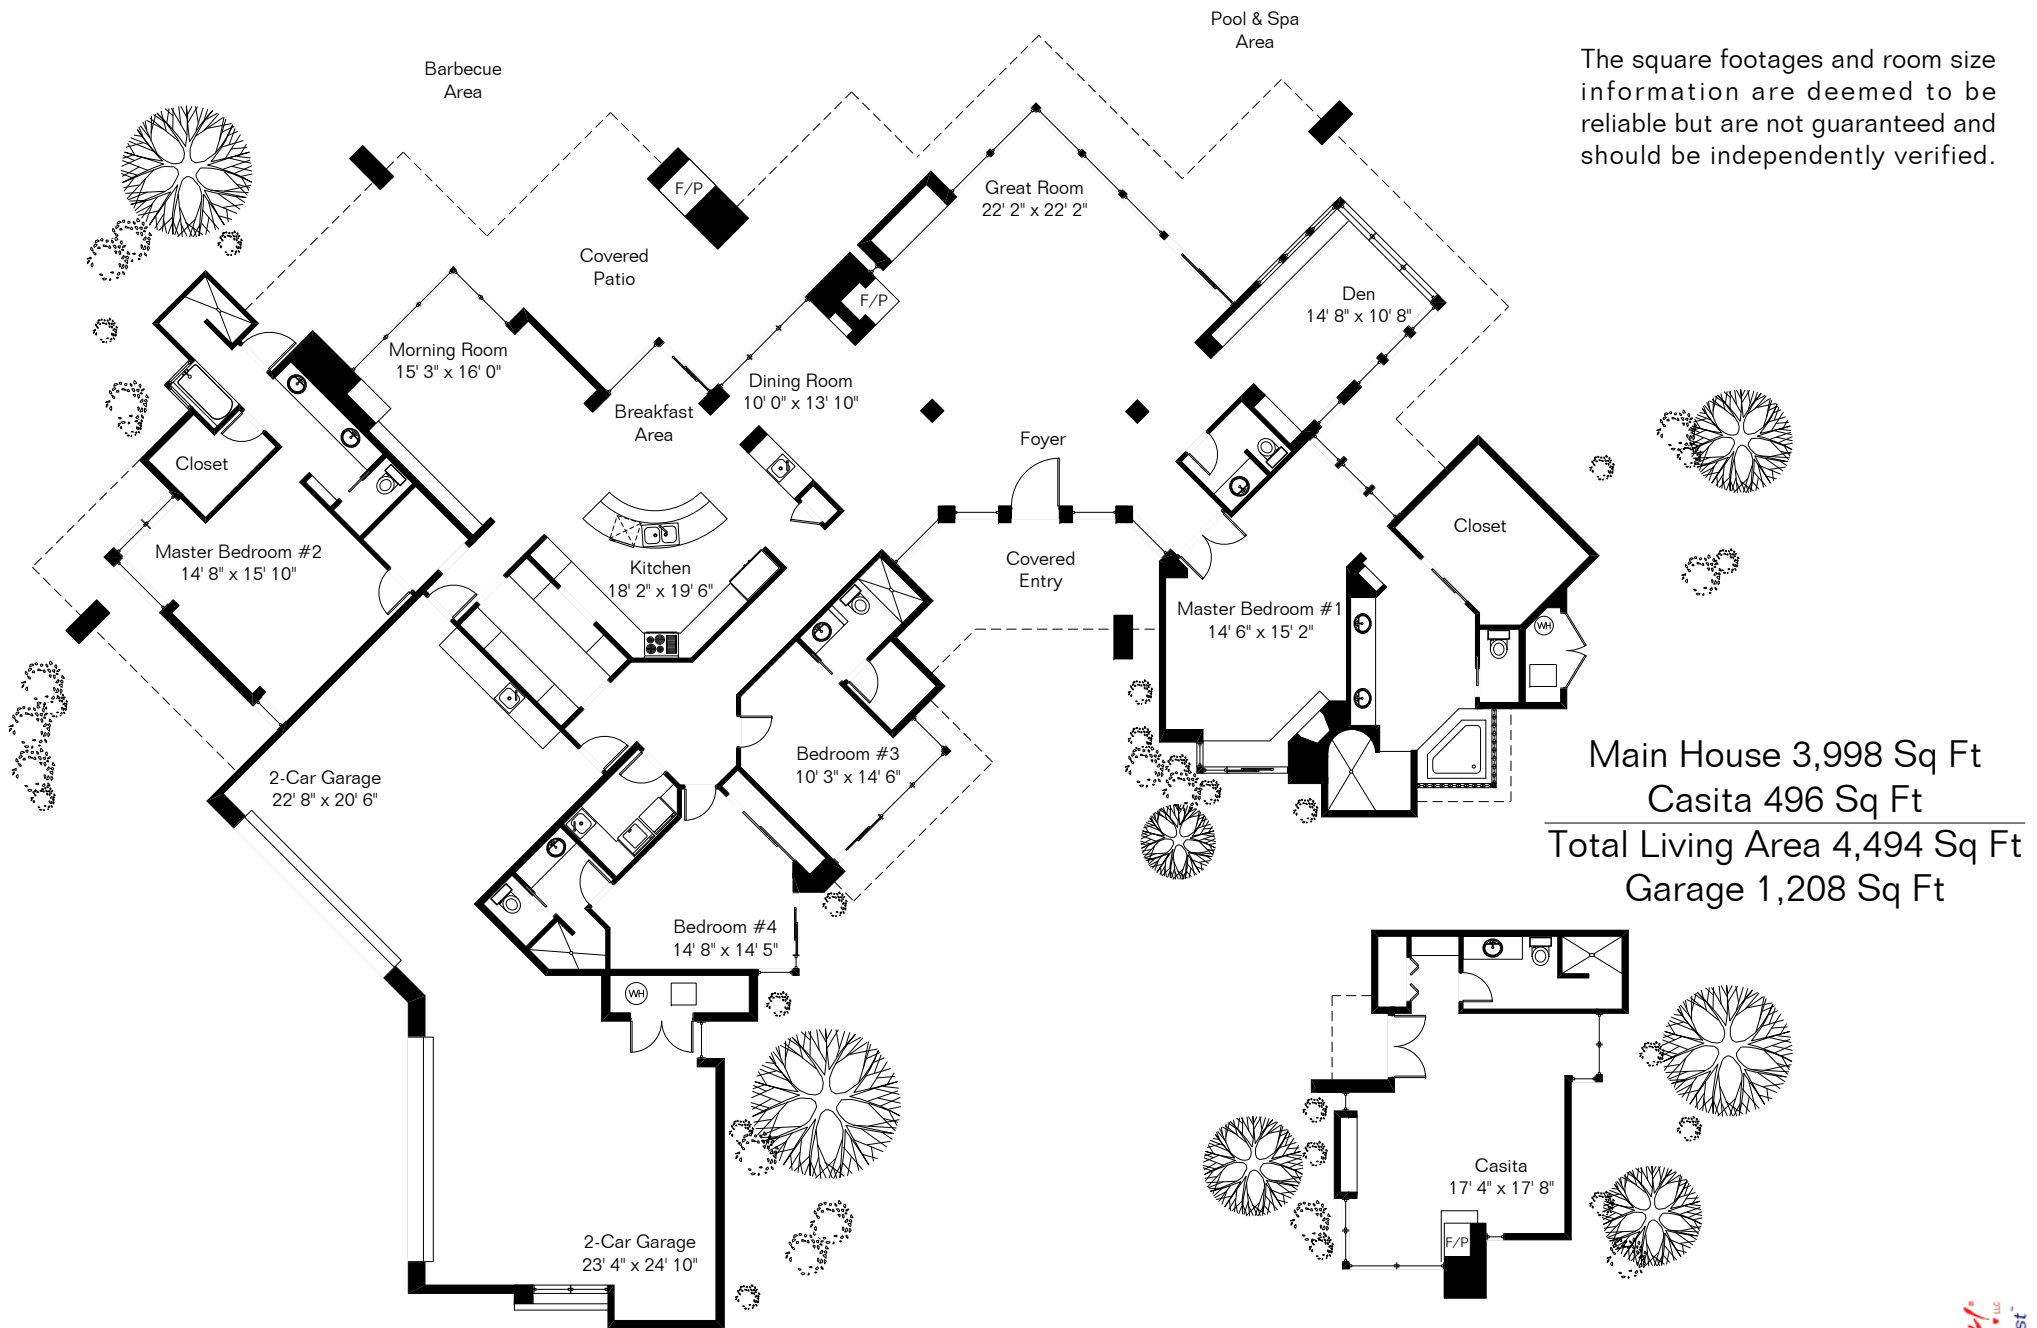 Pool & Spa
Area
Barbecue
Area
The square footages and room size
information are deemed to be
reliable but are not guaranteed and
should be independently verified.
F/P
Great Room
22' 2" x 22' 2"
Covered
Patio
F/P
Den
14' 8" x 10' 8"
Morning Room
15' 3" x 16' 0"
Dining Room
10' 0" x 13' 10"
Breakfast
Area
Foyer
Closet
Closet
Master Bedroom #2
14' 8" x 15' 10"
Kitchen
18' 2" x 19' 6"
Covered
Entry
Master Bedroom #1
14' 6" x 15' 2"
WH
Bedroom #3
10' 3" x 14' 6"
2-Car Garage
22' 8" x 20' 6"
Main House 3,998 Sq Ft
Casita 496 Sq Ft
Total Living Area 4,494 Sq Ft
Garage 1,208 Sq Ft
Bedroom #4
14' 8" x 14' 5"
WH
Casita
17' 4" x 17' 8"
F/P
2-Car Garage
23' 4" x 24' 10"
LLC
st